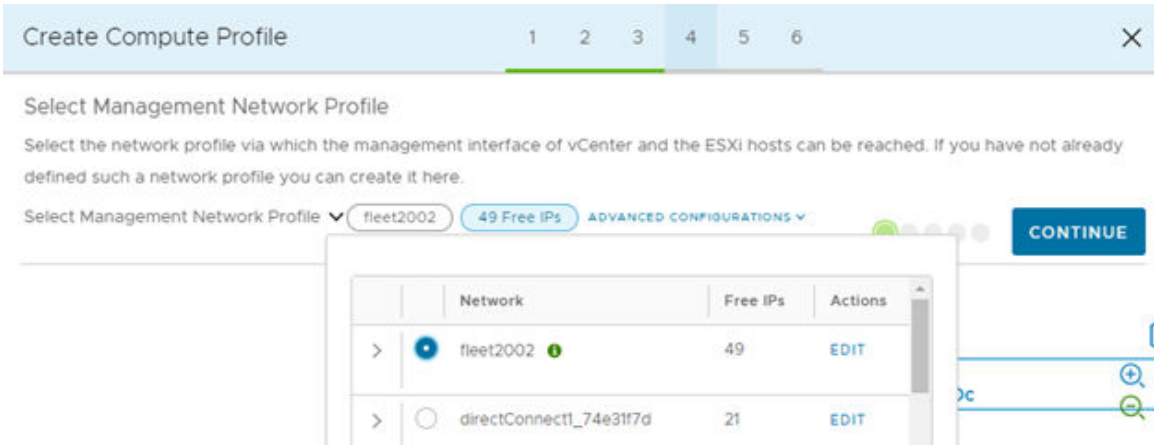 Create Compute Profile 1 2 3 4 5 6
Select Management Network Profile
Select the network profile via which the management interface of vCenter and the ESXi hosts can be reached. If you have not already
defined such a network profile you can create it here.
Select Management Network Profile fleet2002 49 Free IPs ADVANCED CONFIGURATIONS
CONTINUE
Network Free IPs Actions
fleet2002 49 EDIT
directConnect1_74e31f7d 21 EDIT